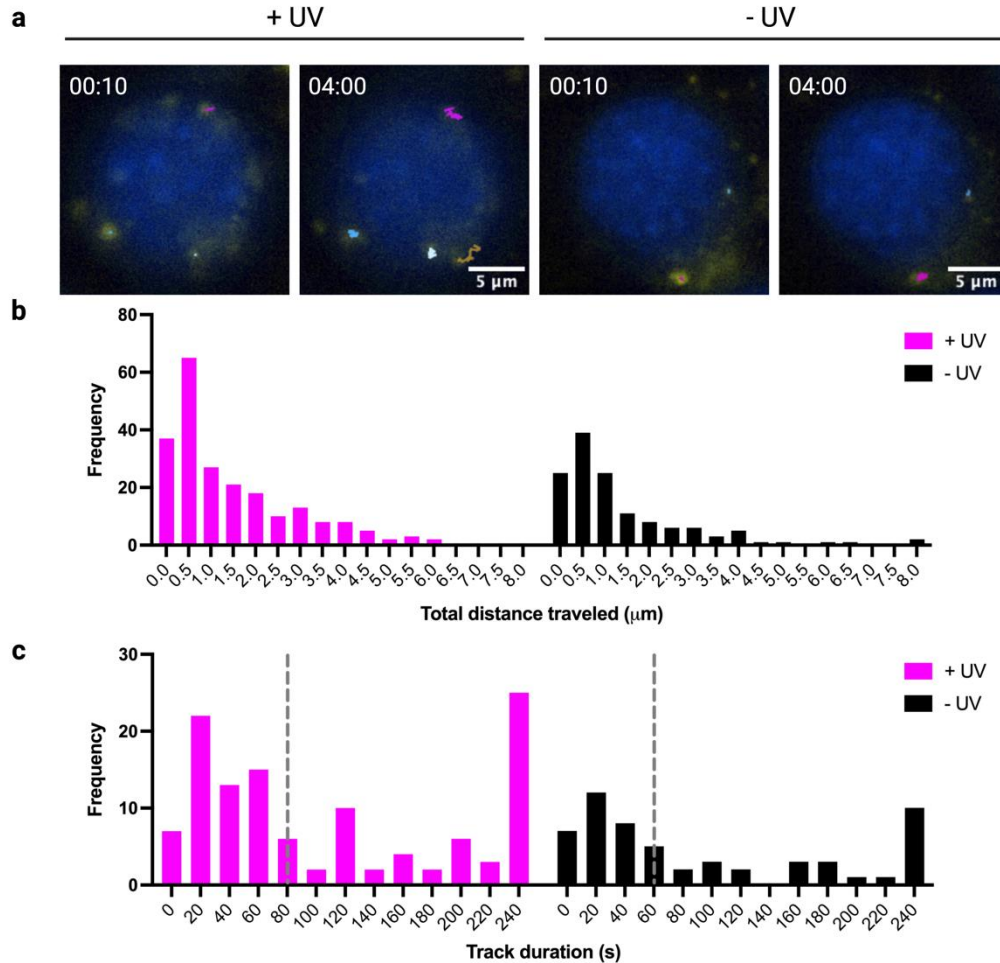 a
+ UV
- UV
00:10
04:00
00:10
04:00
5 μm
5 μm
b
80
60
40
20
0
Frequency
+ UV
- UV
0.0 0.5 1.0 1.5 2.0 2.5 3.0 3.5 4.0 4.5 5.0 5.5 6.0 6.5 7.0 7.5 8.0
0.0 0.5 1.0 1.5 2.0 2.5 3.0 3.5 4.0 4.5 5.0 5.5 6.0 6.5 7.0 7.5 8.0
Total distance traveled (μm)
c
30
20
10
0
Frequency
+ UV
- UV
0 20 40 60 80 100 120 140 160 180 200 220 240
0 20 40 60 80 100 120 140 160 180 200 220 240
Track duration (s)